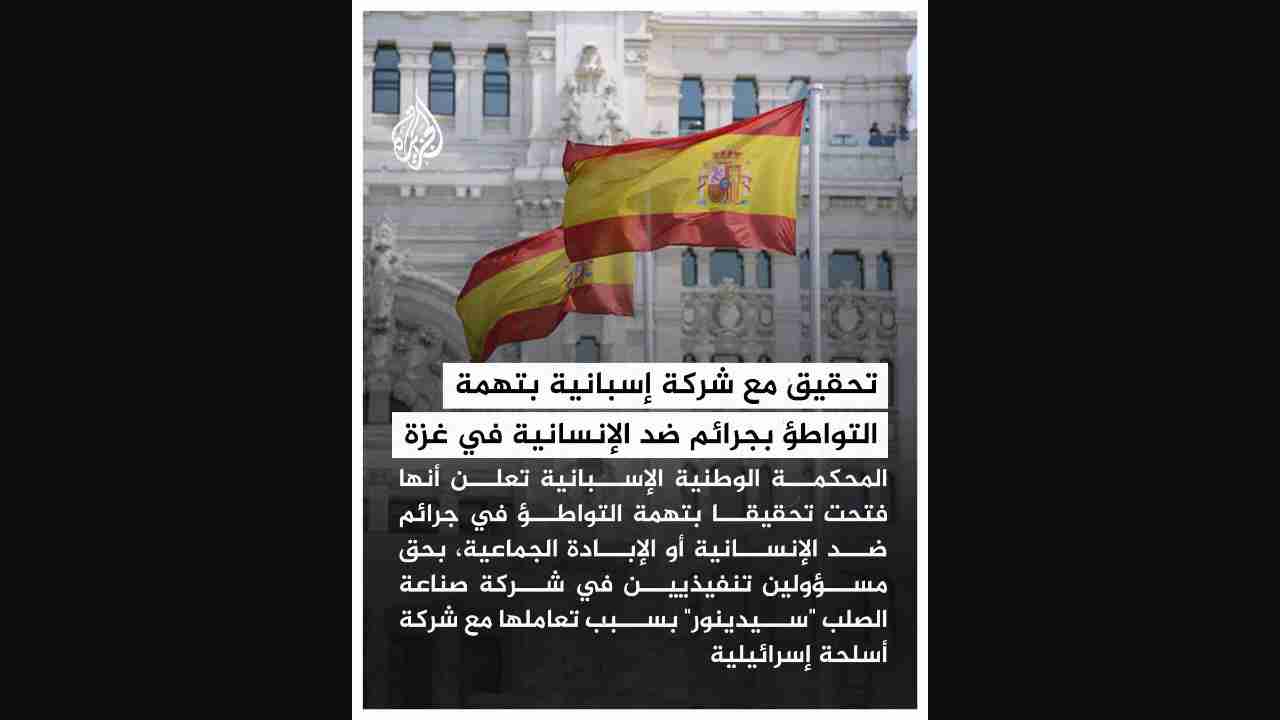 الجزيرة
تحقيق مع شركة إسبانية بتهمة
التواطؤ بجرائم ضد الإنسانية في غزة
المحكمة الوطنية الإسبانية تعلن أنها
فتحت تحقيقا بتهمة التواطؤ في جرائم
ضد الإنسانية أو الإبادة الجماعية، بحق
مسؤولين تنفيذيين في شركة صناعة
الصلب "سيدينور" بسبب تعاملها مع شركة
أسلحة إسرائيلية